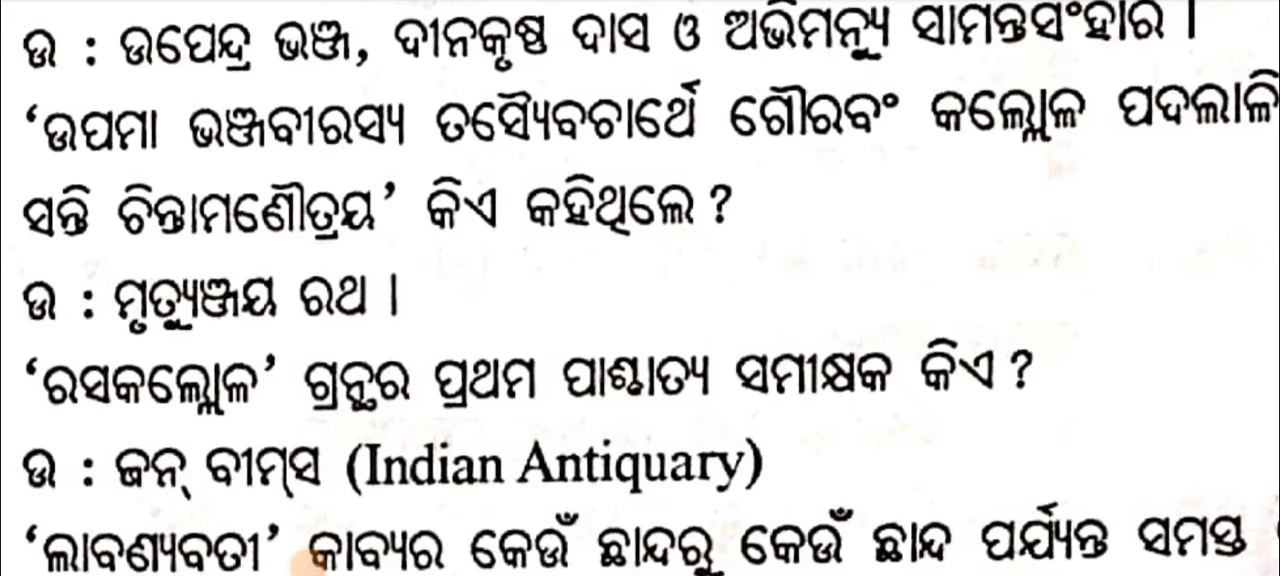 ଉ : ଉପେନ୍ଦ୍ର ଭଞ୍ଜ, ଦୀନକୃଷ୍ଣ ଦାସ ଓ ଅଭିମନ୍ୟୁ ସାମନ୍ତସିଂହାର ।
‘ଉପମା ଭଞ୍ଜବୀରସ୍ୟ ତସ୍ୟୈବଚାର୍ଥେ ଗୌରବଂ କଲ୍ଲୋଳ ପଦଲାଳି
ସନ୍ତି ଚିନ୍ତାମଣୌତ୍ରୟ’ କିଏ କହିଥିଲେ ?
ଉ : ମୃତ୍ୟୁଞ୍ଜୟ ରଥ ।
‘ରସକଲ୍ଲୋଳ’ ଗ୍ରନ୍ଥର ପ୍ରଥମ ପାଶ୍ଚାତ୍ୟ ସମୀକ୍ଷକ କିଏ ?
ଉ : ଜନ୍ ବୀମ୍‌ସ (Indian Antiquary)
‘ଲାବଣ୍ୟବତୀ’ କାବ୍ୟର କେଉଁ ଛାନ୍ଦରୁ କେଉଁ ଛାନ୍ଦ ପର୍ଯ୍ୟନ୍ତ ସମସ୍ତ